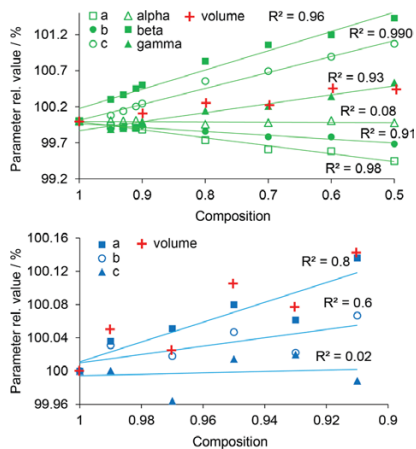 a alpha volume
b beta
c gamma
R² = 0.96
R² = 0.990
R² = 0.93
R² = 0.08
R² = 0.91
R² = 0.98
Parameter rel. value / %
101.2
100.7
100.2
99.7
99.2
1 0.9 0.8 0.7 0.6 0.5
Composition
a volume
b
c
R² = 0.8
R² = 0.6
R² = 0.02
Parameter rel. value / %
100.16
100.12
100.08
100.04
100
99.96
1 0.98 0.96 0.94 0.92 0.9
Composition